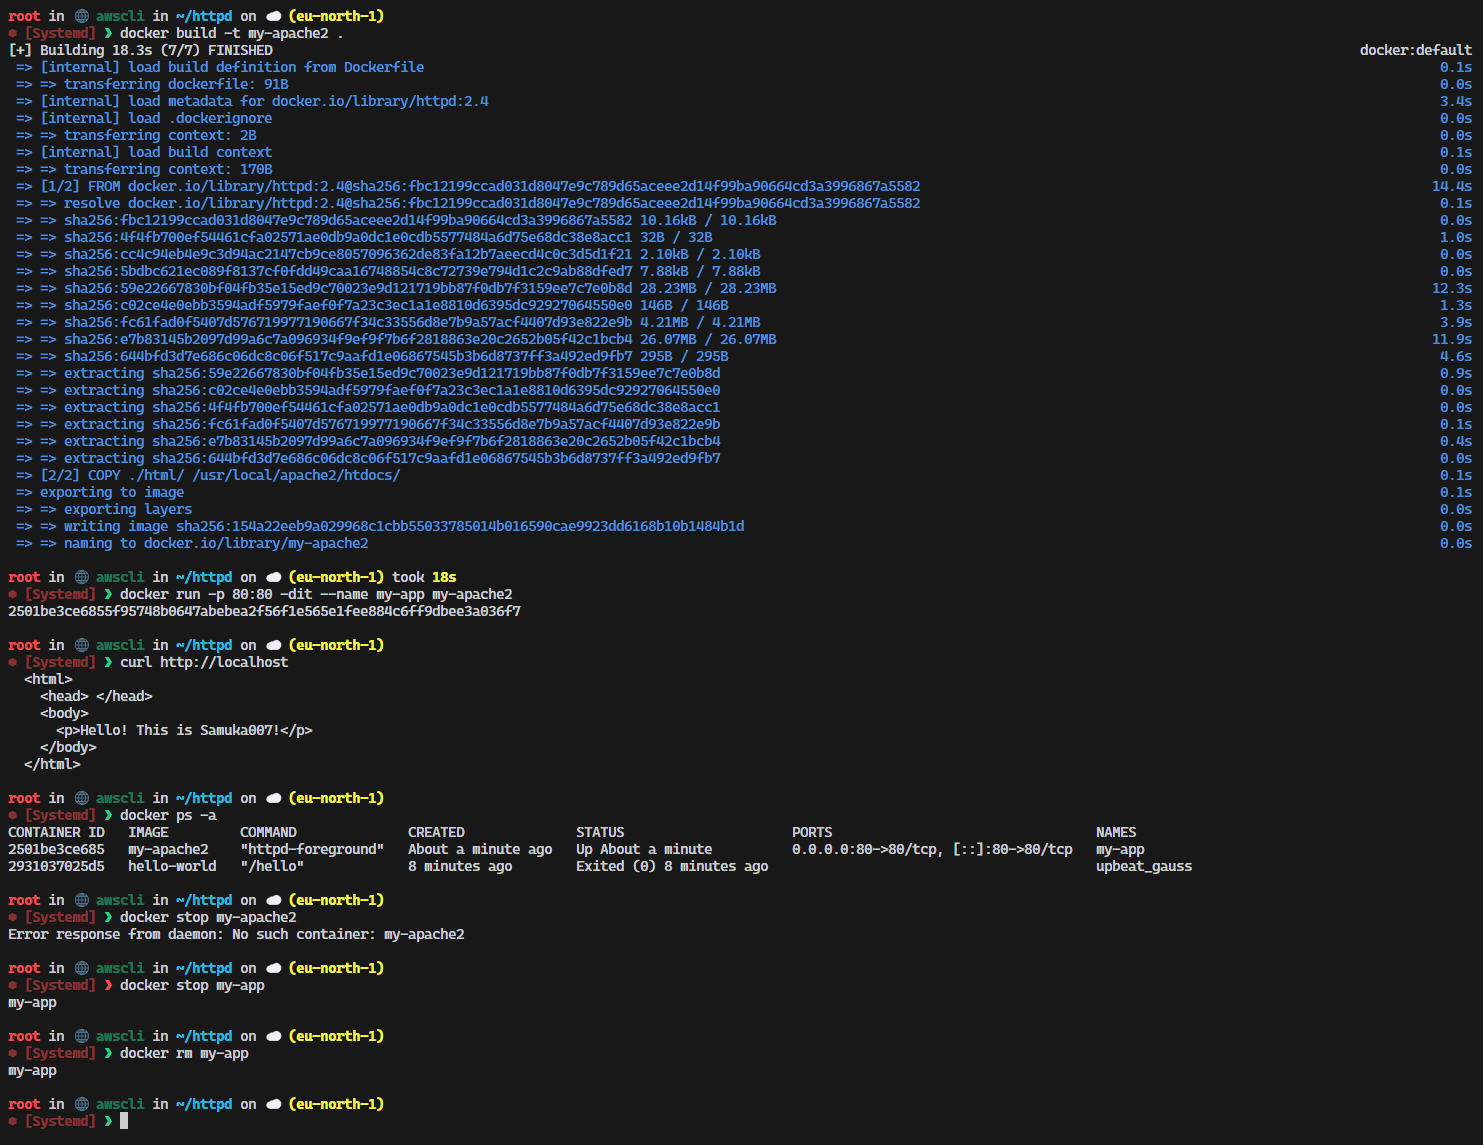 root in 🌐 awscli in ~/httpd on ☁️ (eu-north-1)
[Systemd] ❯ docker build -t my-apache2 .
[+] Building 18.3s (7/7) FINISHED docker:default
=> [internal] load build definition from Dockerfile 0.1s
=> => transferring dockerfile: 91B 0.0s
=> [internal] load metadata for docker.io/library/httpd:2.4 3.4s
=> [internal] load .dockerignore 0.0s
=> => transferring context: 2B 0.0s
=> [internal] load build context 0.1s
=> => transferring context: 170B 0.0s
=> [1/2] FROM docker.io/library/httpd:2.4@sha256:fbc12199ccad031d8047e9c789d65aceee2d14f99ba90664cd3a3996867a5582 14.4s
=> => resolve docker.io/library/httpd:2.4@sha256:fbc12199ccad031d8047e9c789d65aceee2d14f99ba90664cd3a3996867a5582 0.1s
=> => sha256:fbc12199ccad031d8047e9c789d65aceee2d14f99ba90664cd3a3996867a5582 10.16kB / 10.16kB 0.0s
=> => sha256:4f4fb700ef54461cfa02571ae0db9a0dc1e0cdb5577484a6d75e68dc38e8acc1 32B / 32B 1.0s
=> => sha256:cc4c94eb4e9c3d94ac2147cb9ce8057096362de83fa12b7aeecd4c0c3d5d1f21 2.10kB / 2.10kB 0.0s
=> => sha256:5bdbc621ec089f8137cf0fdd49caa16748854c8c72739e794d1c2c9ab88dfed7 7.88kB / 7.88kB 0.0s
=> => sha256:59e22667830bf04fb35e15ed9c70023e9d121719bb87f0db7f3159ee7c7e0b8d 28.23MB / 28.23MB 12.3s
=> => sha256:c02ce4e0ebb3594adf5979faef0f7a23c3ec1a1e8810d6395dc92927064550e0 146B / 146B 1.3s
=> => sha256:fc61fad0f5407d576719977190667f34c33556d8e7b9a57acf4407d93e822e9b 4.21MB / 4.21MB 3.9s
=> => sha256:e7b83145b2097d99a6c7a096934f9ef9f7b6f2818863e20c2652b05f42c1bcb4 26.07MB / 26.07MB 11.9s
=> => sha256:644bfd3d7e686c06dc8c06f517c9aafd1e06867545b3b6d8737ff3a492ed9fb7 295B / 295B 4.6s
=> => extracting sha256:59e22667830bf04fb35e15ed9c70023e9d121719bb87f0db7f3159ee7c7e0b8d 0.9s
=> => extracting sha256:c02ce4e0ebb3594adf5979faef0f7a23c3ec1a1e8810d6395dc92927064550e0 0.0s
=> => extracting sha256:4f4fb700ef54461cfa02571ae0db9a0dc1e0cdb5577484a6d75e68dc38e8acc1 0.0s
=> => extracting sha256:fc61fad0f5407d576719977190667f34c33556d8e7b9a57acf4407d93e822e9b 0.1s
=> => extracting sha256:e7b83145b2097d99a6c7a096934f9ef9f7b6f2818863e20c2652b05f42c1bcb4 0.4s
=> => extracting sha256:644bfd3d7e686c06dc8c06f517c9aafd1e06867545b3b6d8737ff3a492ed9fb7 0.0s
=> [2/2] COPY ./html/ /usr/local/apache2/htdocs/ 0.1s
=> exporting to image 0.1s
=> => exporting layers 0.0s
=> => writing image sha256:154a22eeb9a029968c1cbb55033785014b016590cae9923dd6168b10b1484b1d 0.0s
=> => naming to docker.io/library/my-apache2 0.0s
root in 🌐 awscli in ~/httpd on ☁️ (eu-north-1) took 18s
[Systemd] ❯ docker run -p 80:80 -dit --name my-app my-apache2
2501be3ce6855f95748b0647abebea2f56f1e565e1fee884c6ff9dbee3a036f7
root in 🌐 awscli in ~/httpd on ☁️ (eu-north-1)
[Systemd] ❯ curl http://localhost
<html>
<head> </head>
<body>
<p>Hello! This is Samuka007!</p>
</body>
</html>
root in 🌐 awscli in ~/httpd on ☁️ (eu-north-1)
[Systemd] ❯ docker ps -a
CONTAINER ID IMAGE COMMAND CREATED STATUS PORTS NAMES
2501be3ce685 my-apache2 "httpd-foreground" About a minute ago Up About a minute 0.0.0.0:80->80/tcp, [::]:80->80/tcp my-app
2931037025d5 hello-world "/hello" 8 minutes ago Exited (0) 8 minutes ago upbeat_gauss
root in 🌐 awscli in ~/httpd on ☁️ (eu-north-1)
[Systemd] ❯ docker stop my-apache2
Error response from daemon: No such container: my-apache2
root in 🌐 awscli in ~/httpd on ☁️ (eu-north-1)
[Systemd] ❯ docker stop my-app
my-app
root in 🌐 awscli in ~/httpd on ☁️ (eu-north-1)
[Systemd] ❯ docker rm my-app
my-app
root in 🌐 awscli in ~/httpd on ☁️ (eu-north-1)
[Systemd] ❯